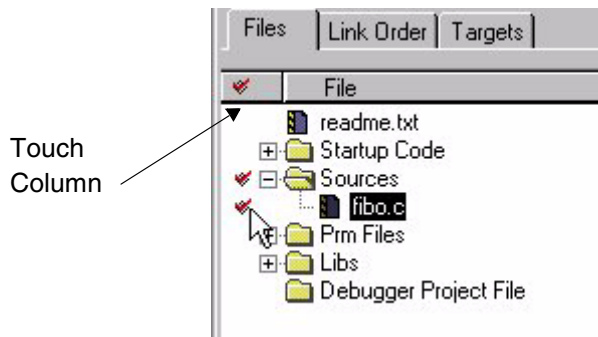 Files Link Order Targets
File
readme.txt
Startup Code
Touch
Column
Sources
fibo.c
Prm Files
Libs
Debugger Project File